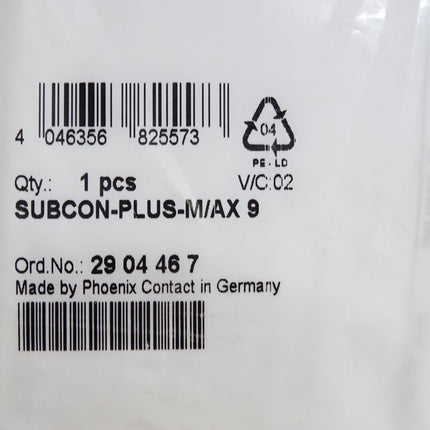 4 046356 825573
04
PE-LD
Qty.: 1 pcs V/C:02
SUBCON-PLUS-M/AX 9
Ord.No.: 29 04 46 7
Made by Phoenix Contact in Germany